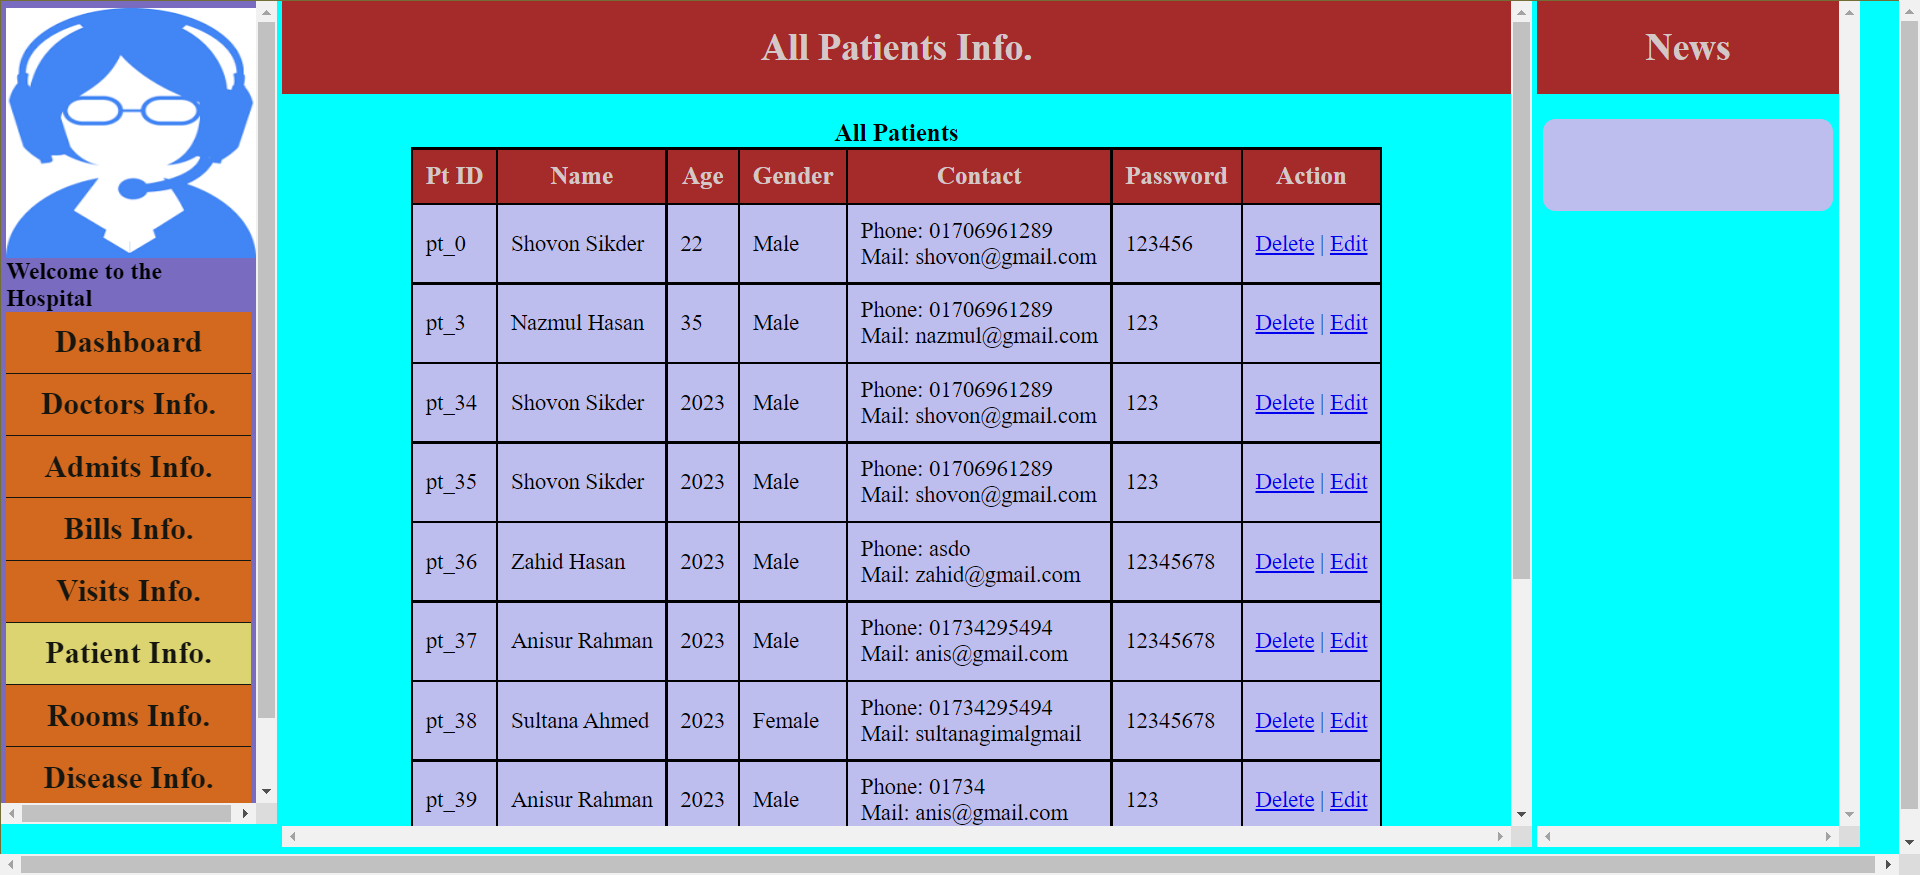 Welcome to the
Hospital
Dashboard
Doctors Info.
Admits Info.
Bills Info.
Visits Info.
Patient Info.
Rooms Info.
Disease Info.
All Patients Info.
All Patients
Pt ID Name Age Gender Contact Password Action
pt_0 Shovon Sikder 22 Male Phone: 01706961289 123456 Delete | Edit
Mail: shovon@gmail.com
pt_3 Nazmul Hasan 35 Male Phone: 01706961289 123 Delete | Edit
Mail: nazmul@gmail.com
pt_34 Shovon Sikder 2023 Male Phone: 01706961289 123 Delete | Edit
Mail: shovon@gmail.com
pt_35 Shovon Sikder 2023 Male Phone: 01706961289 123 Delete | Edit
Mail: shovon@gmail.com
pt_36 Zahid Hasan 2023 Male Phone: asdo 12345678 Delete | Edit
Mail: zahid@gmail.com
pt_37 Anisur Rahman 2023 Male Phone: 01734295494 12345678 Delete | Edit
Mail: anis@gmail.com
pt_38 Sultana Ahmed 2023 Female Phone: 01734295494 12345678 Delete | Edit
Mail: sultanagimalgmail
pt_39 Anisur Rahman 2023 Male Phone: 01734 123 Delete | Edit
Mail: anis@gmail.com
News